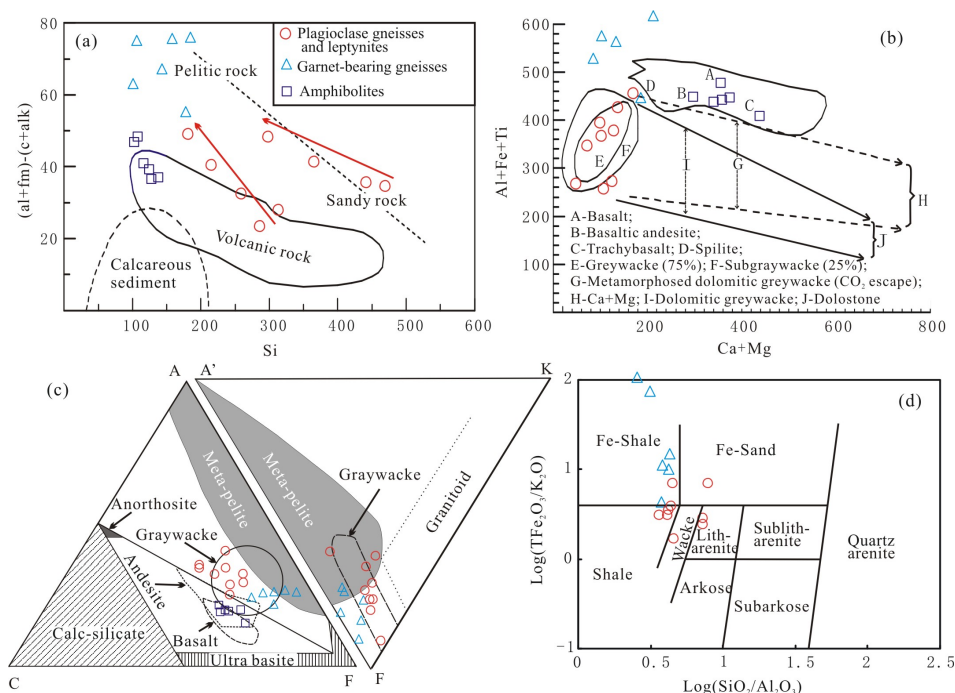 (a)
80
60
40
20
0
100
200
300
400
500
Si
(al+fm)-(c+alk)
Plagioclase gneisses
and leptynites
Garnet-bearing gneisses
Amphibolites
Pelitic rock
Sandy rock
Volcanic rock
Calcareous
sediment
(b)
600
500
400
300
200
100
0
200
400
600
800
Ca+Mg
Al+Fe+Ti
A
B
C
D
E
F
I
G
H
J
A-Basalt;
B-Basaltic andesite;
C-Trachybasalt; D-Spilite;
E-Greywacke (75%) F-Subgraywacke (25%);
G-Metamorphosed dolomitic greywacke (CO₂ escape);
H-Ca+Mg; I-Dolomitic greywacke; J-Dolostone
(c)
A
A'
K
Meta-pelite
Meta-pelite
Graywacke
Granitoid
Anorthosite
Graywacke
Andesite
Basalt
Calc-silicate
Ultra basite
C
F
F
(d)
2
1
0
−1
0
0.5
1.0
1.5
2.0
2.5
Log(SiO₂/Al₂O₃)
Log(TFe₂O₃/K₂O)
Fe-Shale
Fe-Sand
Shale
Wacke
Lith-
arenite
Sublith-
arenite
Quartz
arenite
Arkose
Subarkose